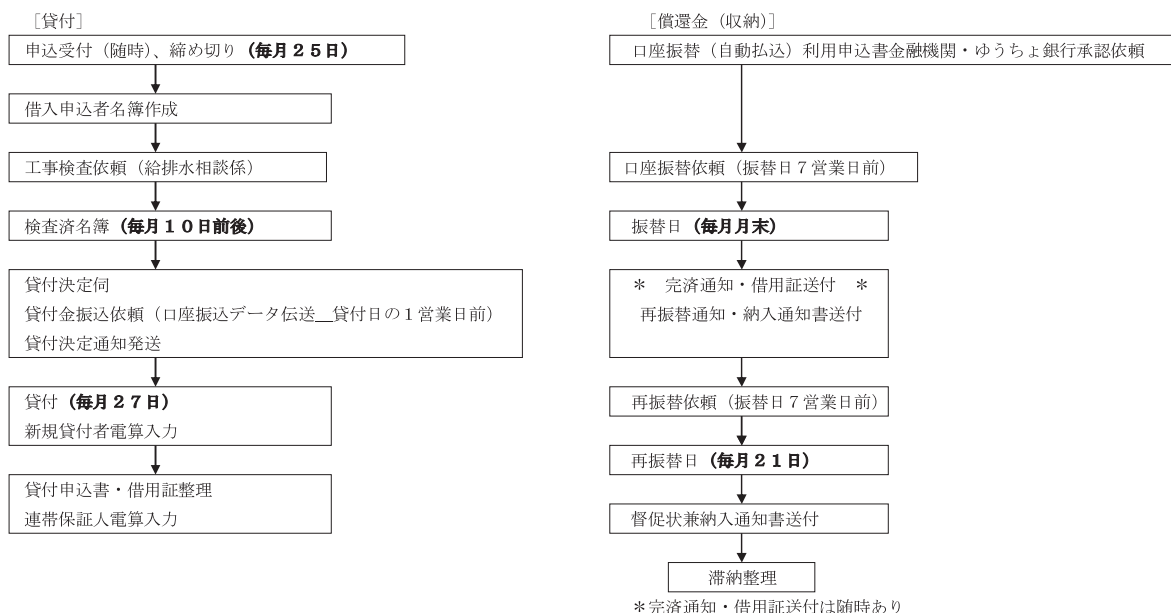 ［貸付］
申込受付（随時）、締め切り（毎月２５日）
借入申込者名簿作成
工事検査依頼（給排水相談係）
検査済名簿（毎月１０日前後）
貸付決定伺
貸付金振込依頼（口座振込データ伝送＿貸付日の１営業日前）
貸付決定通知発送
貸付（毎月２７日）
新規貸付者電算入力
貸付申込書・借用証整理
連帯保証人電算入力
［償還金（収納）］
口座振替（自動払込）利用申込書金融機関・ゆうちょ銀行承認依頼
口座振替依頼（振替日７営業日前）
振替日（毎月月末）
＊　完済通知・借用証送付　＊
再振替通知・納入通知書送付
再振替依頼（振替日７営業日前）
再振替日（毎月２１日）
督促状兼納入通知書送付
滞納整理
＊完済通知・借用証送付は随時あり